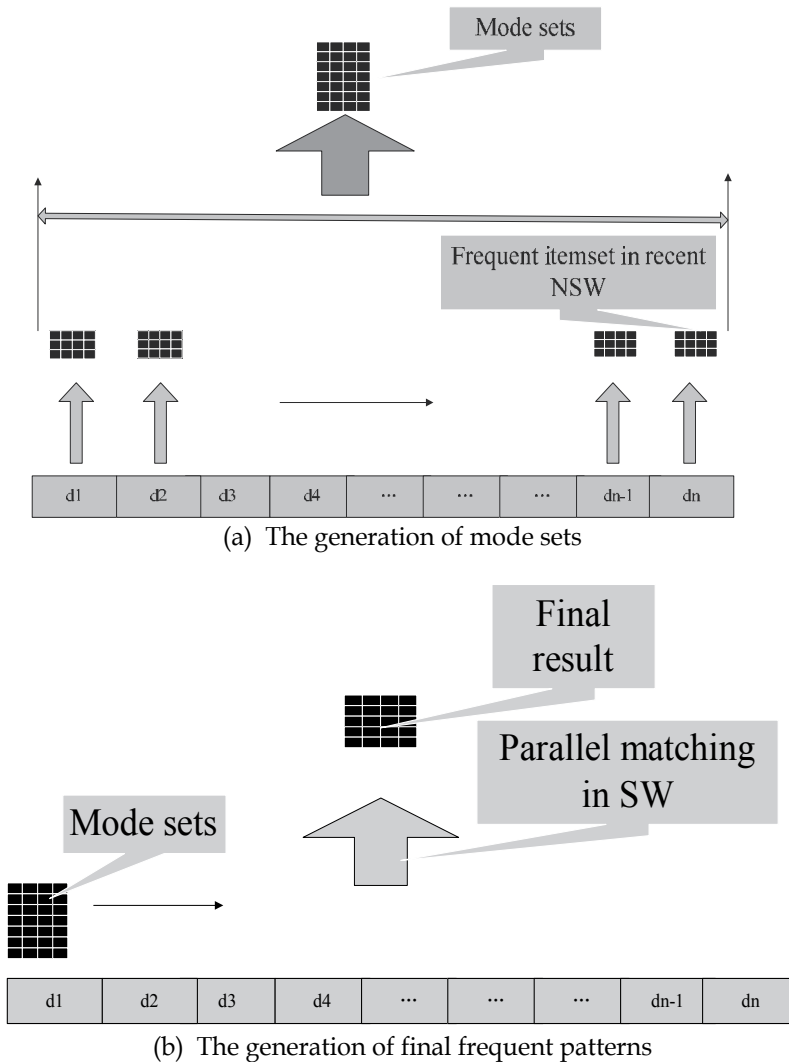 Mode sets
Frequent itemset in recent
NSW
d1 d2 d3 d4 ... ... ... dn-1 dn
(a) The generation of mode sets
Final
result
Parallel matching
in SW
Mode sets
d1 d2 d3 d4 ... ... ... dn-1 dn
(b) The generation of final frequent patterns